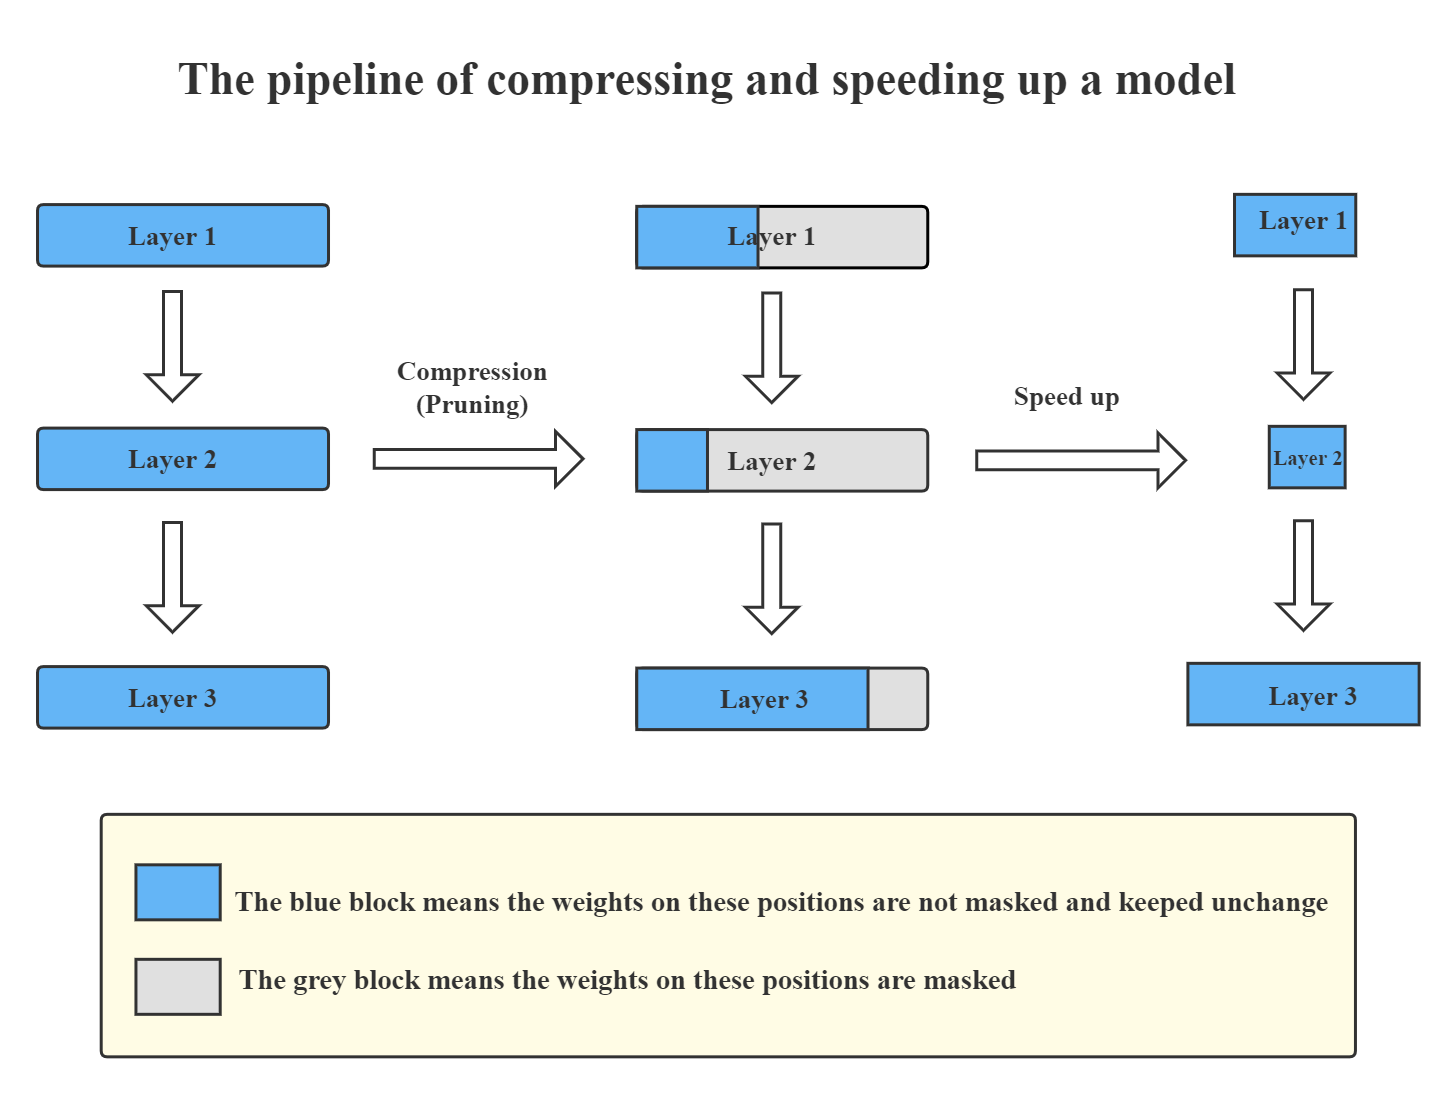 The pipeline of compressing and speeding up a model
Layer 1
Layer 1
Layer 1
Compression
(Pruning)
Speed up
Layer 2
Layer 2
Layer 2
Layer 3
Layer 3
Layer 3
The blue block means the weights on these positions are not masked and keeped unchange
The grey block means the weights on these positions are masked